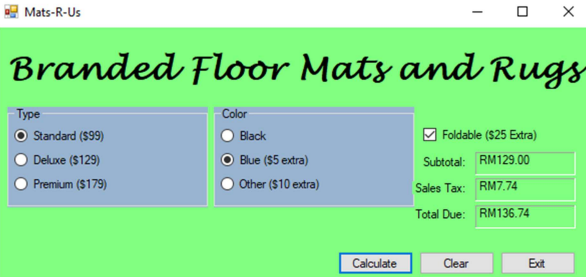 Mats-R-Us
Branded Floor Mats and Rugs
Type
Standard ($99)
Deluxe ($129)
Premium ($179)
Color
Black
Blue ($5 extra)
Other ($10 extra)
Foldable ($25 Extra)
Subtotal: RM129.00
Sales Tax: RM7.74
Total Due: RM136.74
Calculate Clear Exit